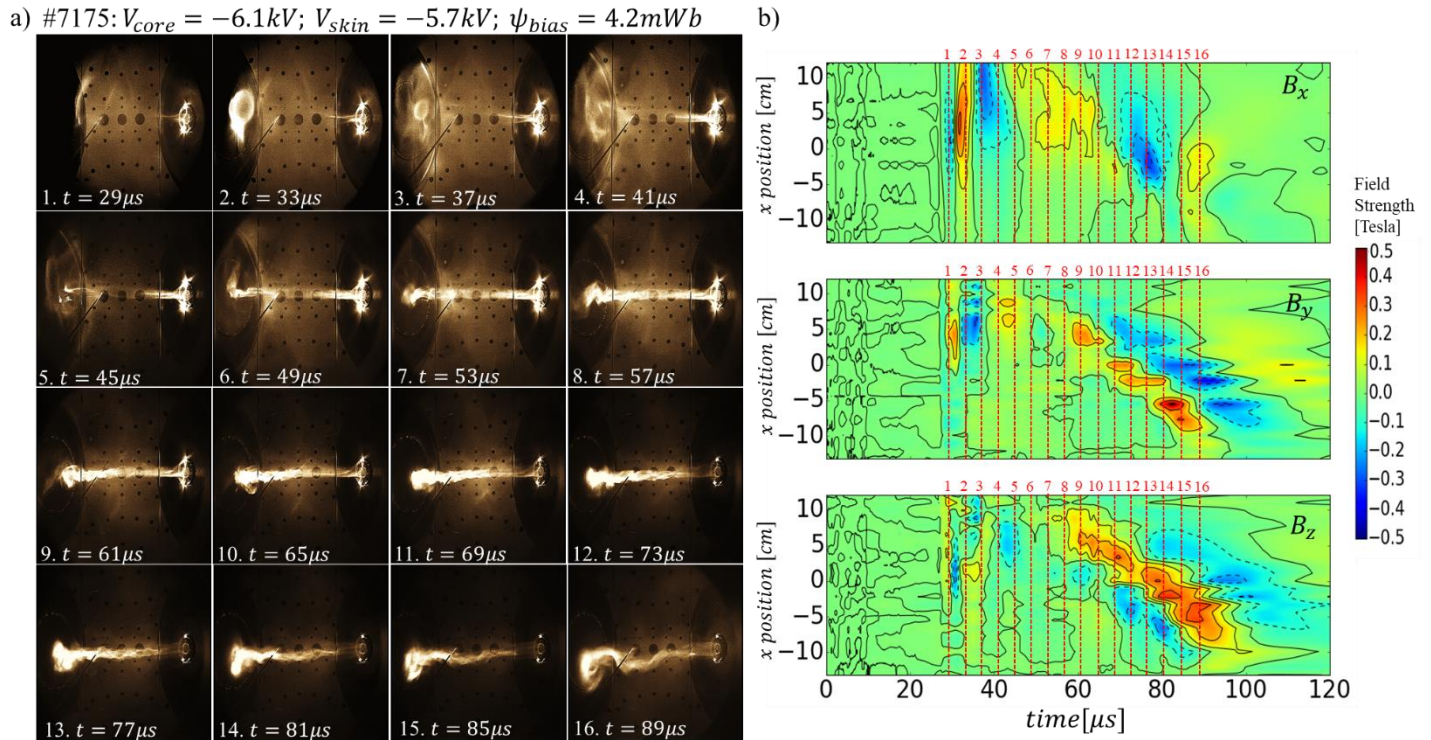 a) #7175: V_core = −6.1kV; V_skin = −5.7kV; ψ_bias = 4.2mWb
1. t = 29μs
2. t = 33μs
3. t = 37μs
4. t = 41μs
5. t = 45μs
6. t = 49μs
7. t = 53μs
8. t = 57μs
9. t = 61μs
10. t = 65μs
11. t = 69μs
12. t = 73μs
13. t = 77μs
14. t = 81μs
15. t = 85μs
16. t = 89μs
b)
1 2 3 4 5 6 7 8 9 10 11 12 13 14 15 16
B_x
x position [cm]
10
5
0
−5
−10
1 2 3 4 5 6 7 8 9 10 11 12 13 14 15 16
B_y
x position [cm]
10
5
0
−5
−10
1 2 3 4 5 6 7 8 9 10 11 12 13 14 15 16
B_z
x position [cm]
10
5
0
−5
−10
0 20 40 60 80 100 120
time[μs]
Field
Strength
[Tesla]
0.5
0.4
0.3
0.2
0.1
0.0
−0.1
−0.2
−0.3
−0.4
−0.5